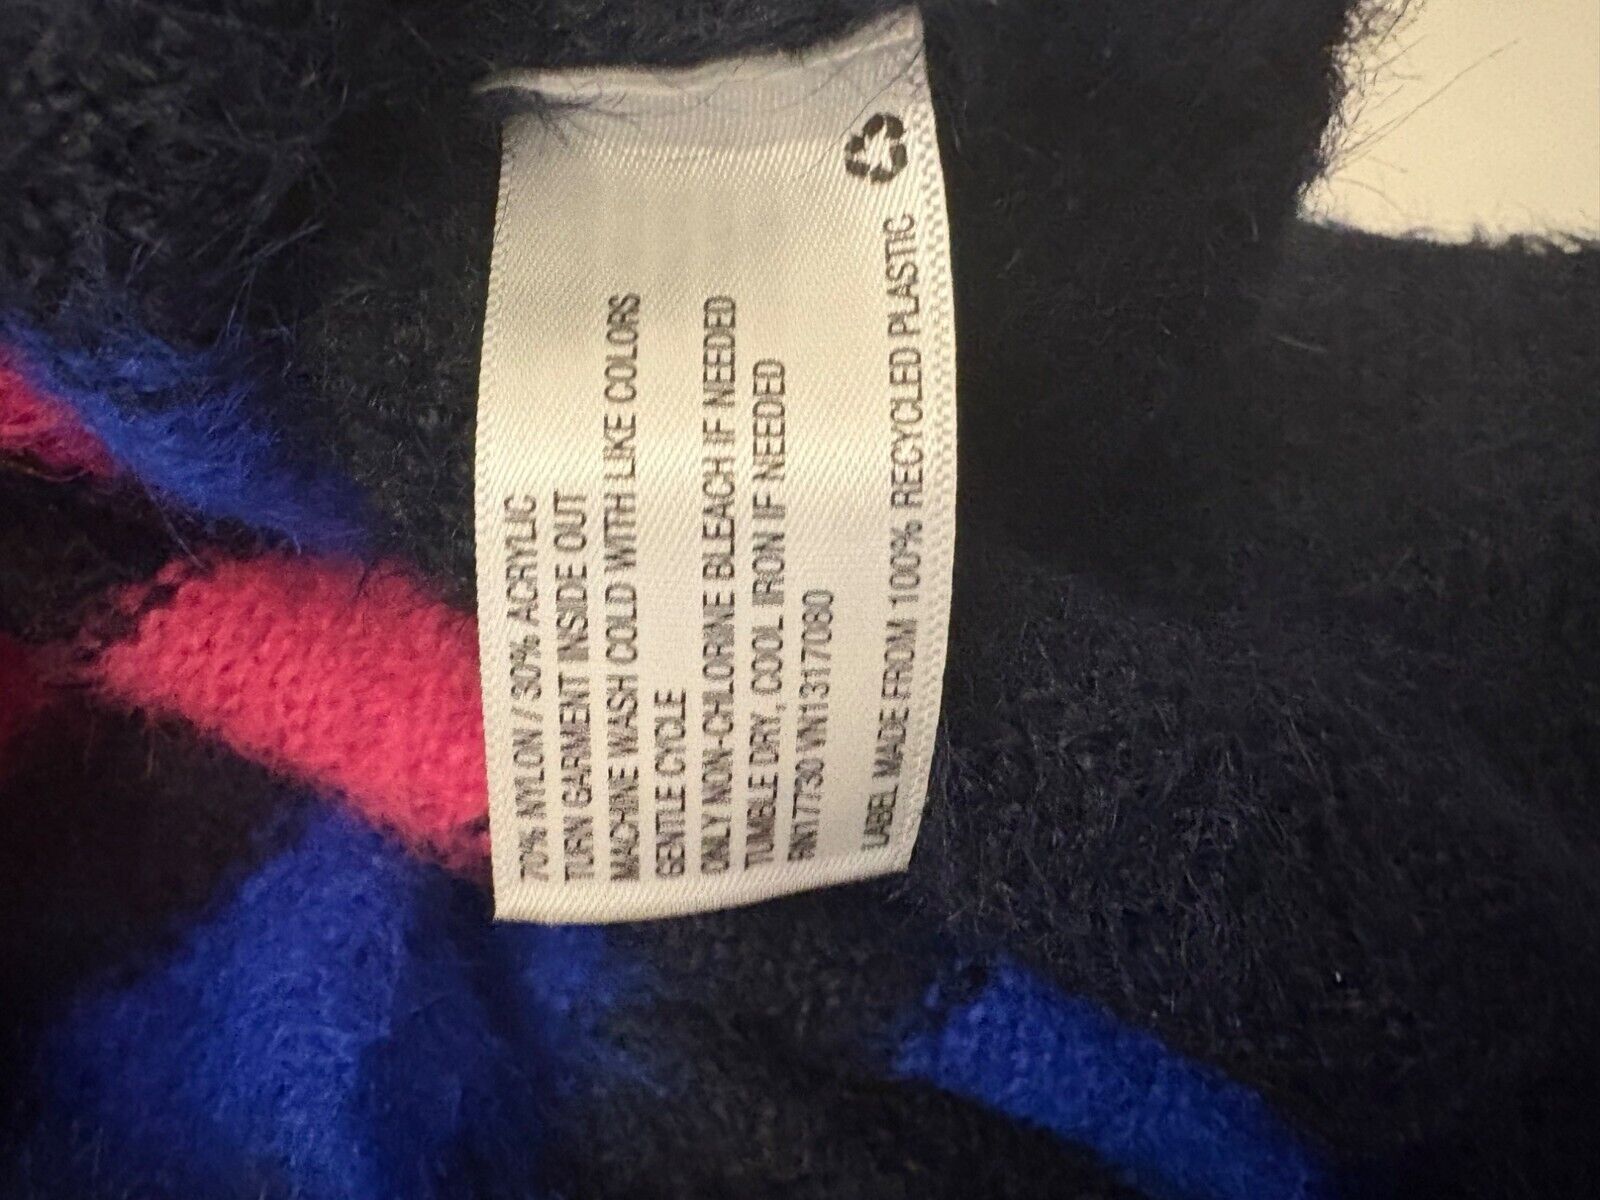 70% NYLON / 30% ACRYLIC
TURN GARMENT INSIDE OUT
MACHINE WASH COLD WITH LIKE COLORS
GENTLE CYCLE
ONLY NON-CHLORINE BLEACH IF NEEDED
TUMBLE DRY, COOL IRON IF NEEDED
RN17730 VN1317080
LABEL MADE FROM 100% RECYCLED PLASTIC